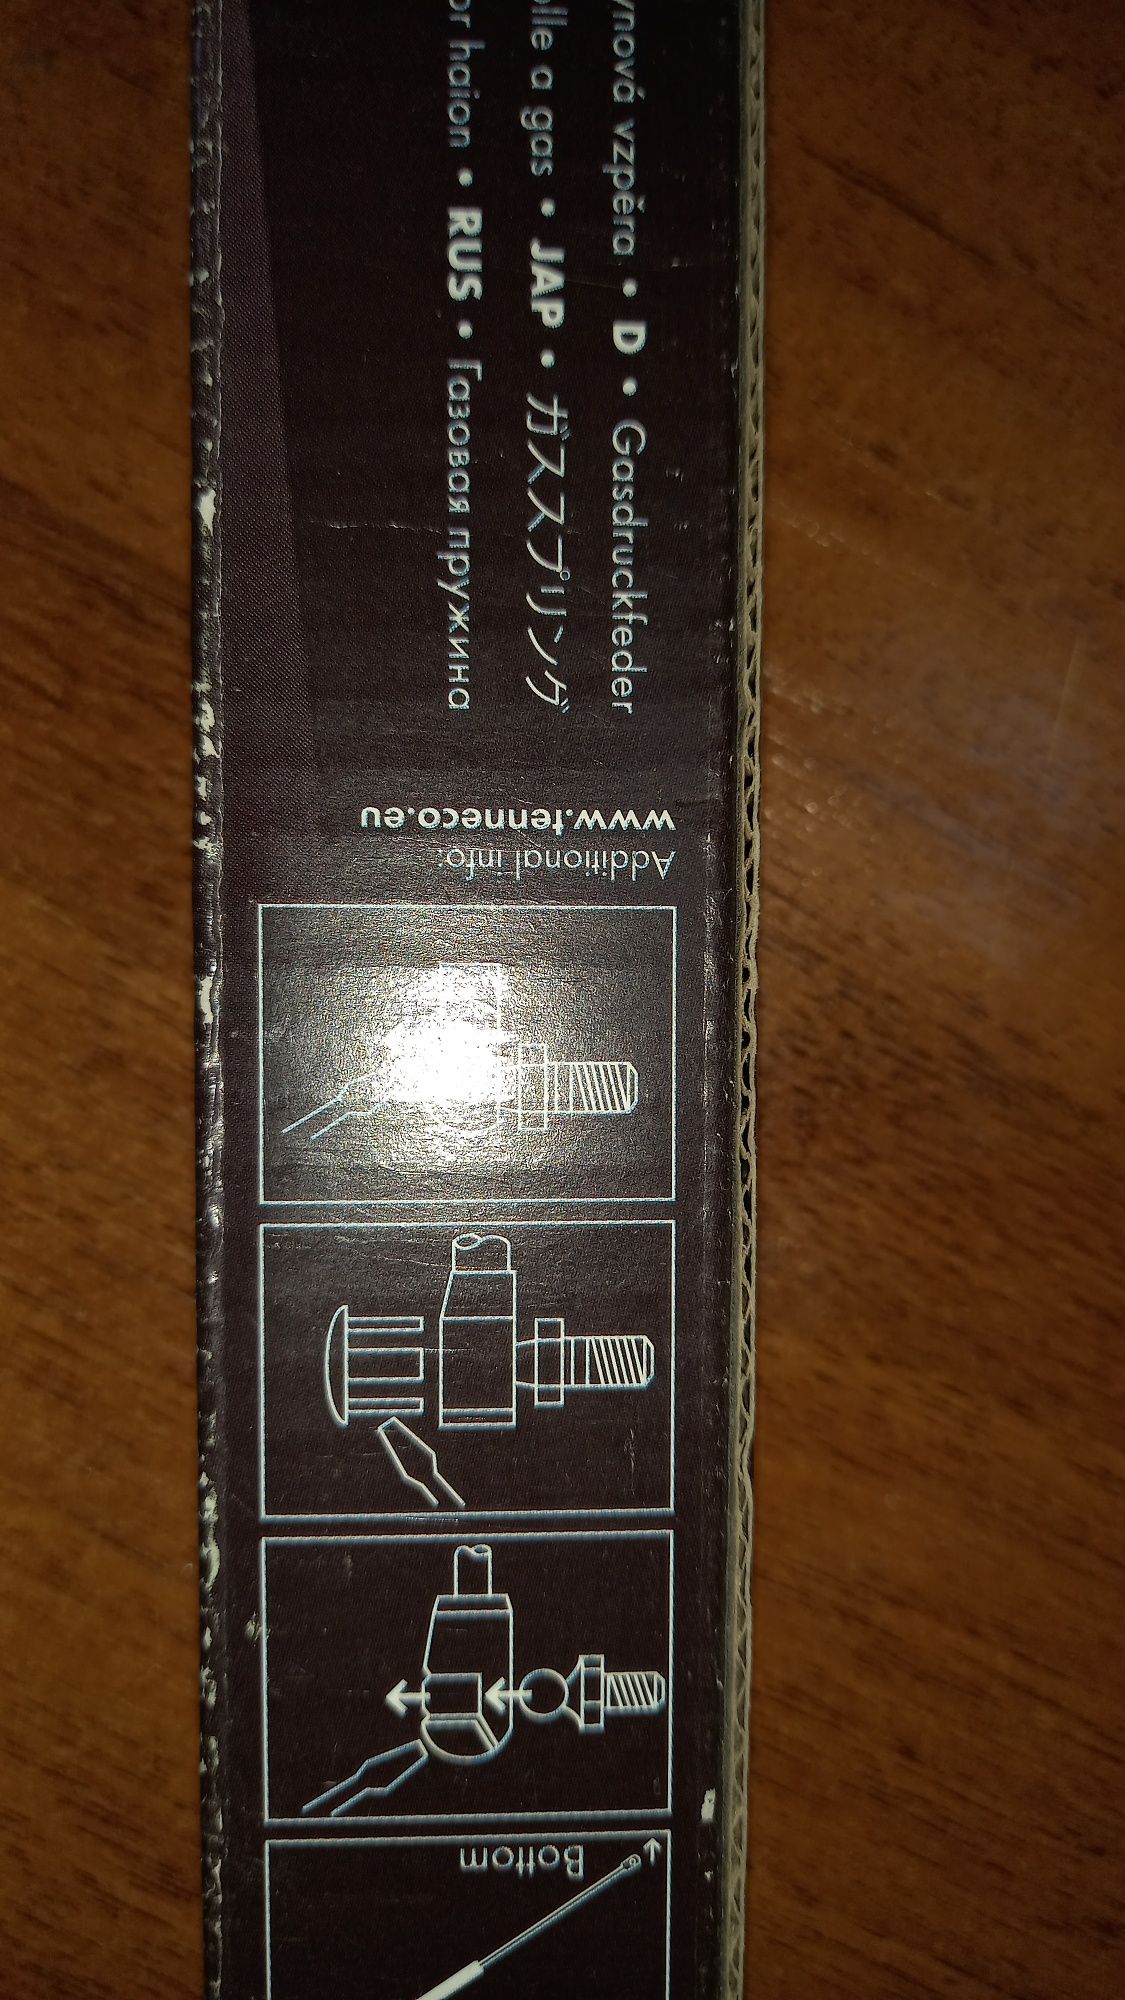 vzpěra • D • Gasdruckfeder
a gas • JAP • ガススプリング
haion • RUS • Газовая пружина
Additional info:
www.tenneco.eu
Bottom